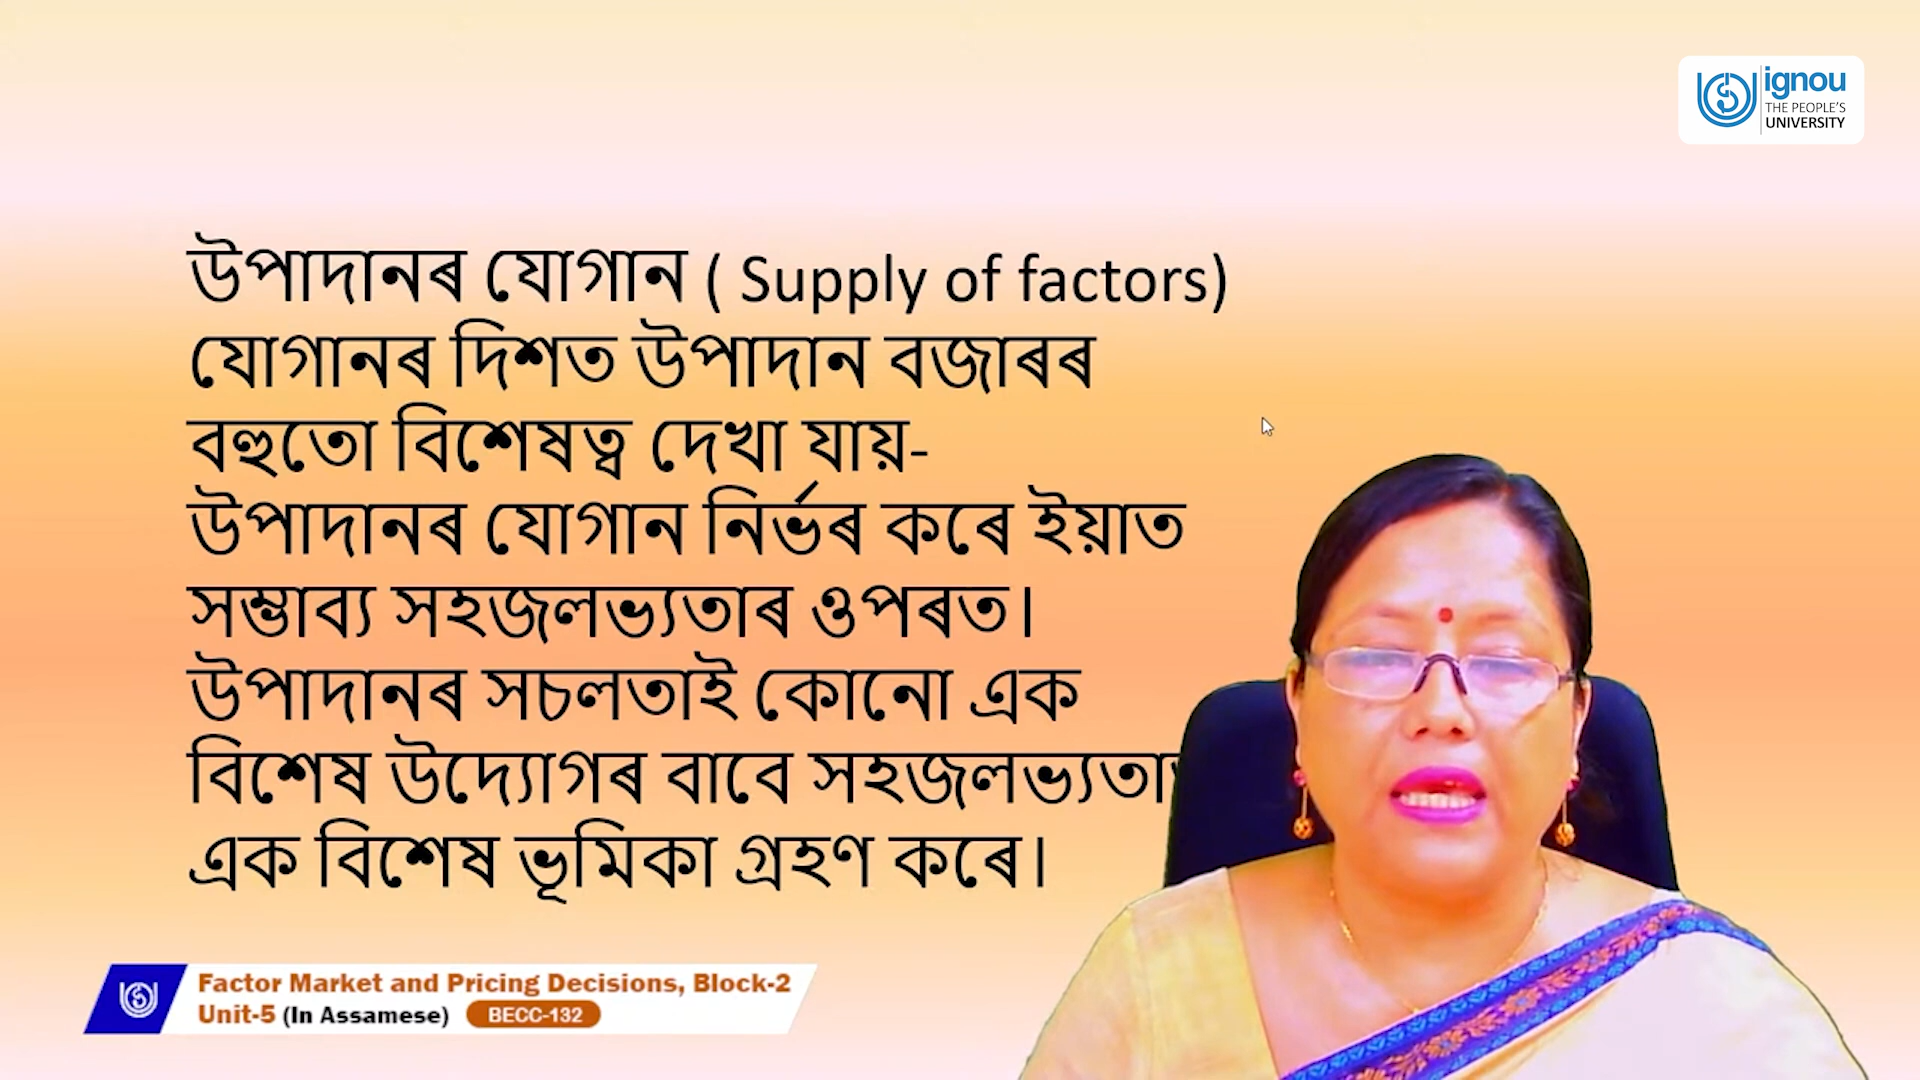 ignou
THE PEOPLE'S
UNIVERSITY
উপাদানৰ যোগান ( Supply of factors)
যোগানৰ দিশত উপাদান বজাৰৰ
বহুতো বিশেষত্ব দেখা যায়-
উপাদানৰ যোগান নিৰ্ভৰ কৰে ইয়াত
সম্ভাব্য সহজলভ্যতাৰ ওপৰত।
উপাদানৰ সচলতাই কোনো এক
বিশেষ উদ্যোগৰ বাবে
এক বিশেষ ভূমিকা গ্ৰহণ কৰে।
Factor Market and Pricing Decisions, Block-2
Unit-5 (In Assamese) BECC-132